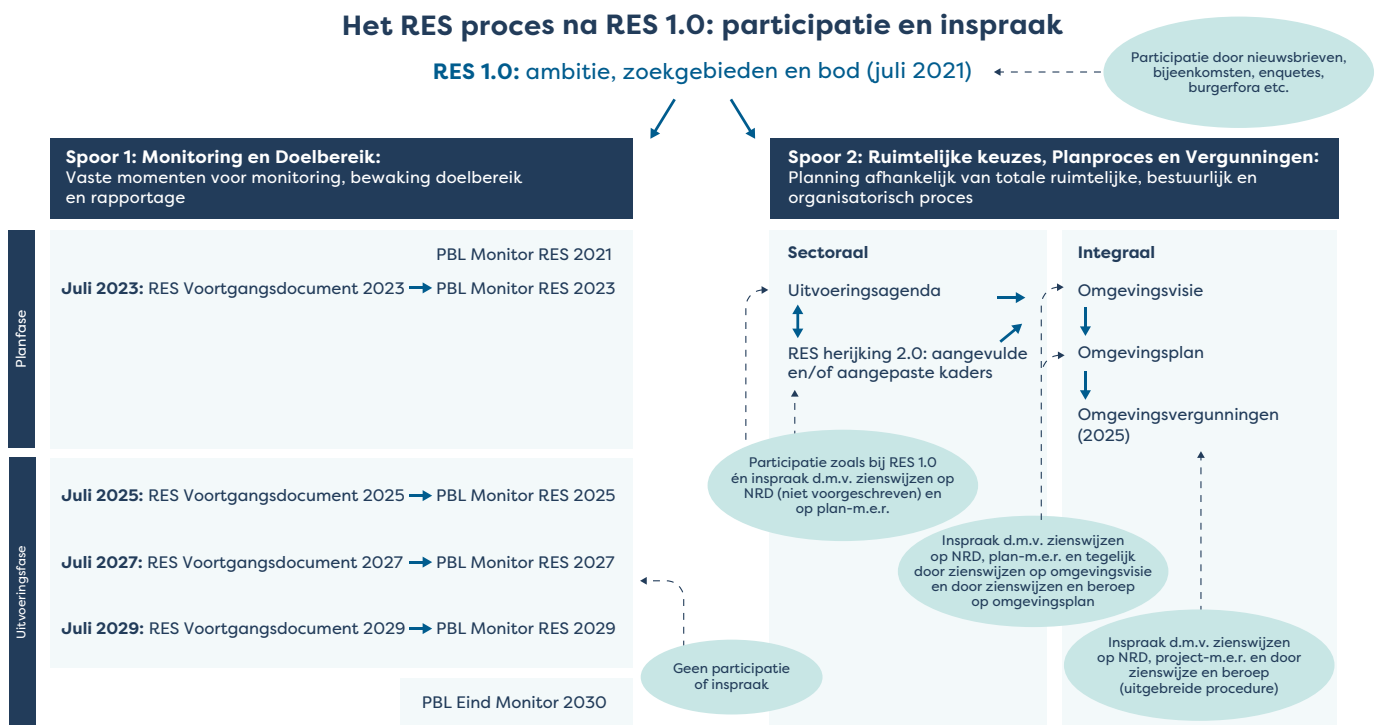 Het RES proces na RES 1.0: participatie en inspraak
RES 1.0: ambitie, zoekgebieden en bod (juli 2021)
Participatie door nieuwsbrieven,
bijeenkomsten, enquetes,
burgerfora etc.
Spoor 1: Monitoring en Doelbereik:
Vaste momenten voor monitoring, bewaking doelbereik
en rapportage
Planfase
PBL Monitor RES 2021
Juli 2023: RES Voortgangsdocument 2023 PBL Monitor RES 2023
Uitvoeringsfase
Juli 2025: RES Voortgangsdocument 2025 PBL Monitor RES 2025
Juli 2027: RES Voortgangsdocument 2027 PBL Monitor RES 2027
Juli 2029: RES Voortgangsdocument 2029 PBL Monitor RES 2029
PBL Eind Monitor 2030
Geen participatie
of inspraak
Spoor 2: Ruimtelijke keuzes, Planproces en Vergunningen:
Planning afhankelijk van totale ruimtelijke, bestuurlijk en
organisatorisch proces
Sectoraal
Uitvoeringsagenda
RES herijking 2.0: aangevulde
en/of aangepaste kaders
Participatie zoals bij RES 1.0
én inspraak d.m.v. zienswijzen op
NRD (niet voorgeschreven) en
op plan-m.e.r.
Integraal
Omgevingsvisie
Omgevingsplan
Omgevingsvergunningen
(2025)
Inspraak d.m.v. zienswijzen
op NRD, plan-m.e.r. en tegelijk
door zienswijzen op omgevingsvisie
en door zienswijzen en beroep
op omgevingsplan
Inspraak d.m.v. zienswijzen
op NRD, project-m.e.r. en door
zienswijze en beroep
(uitgebreide procedure)